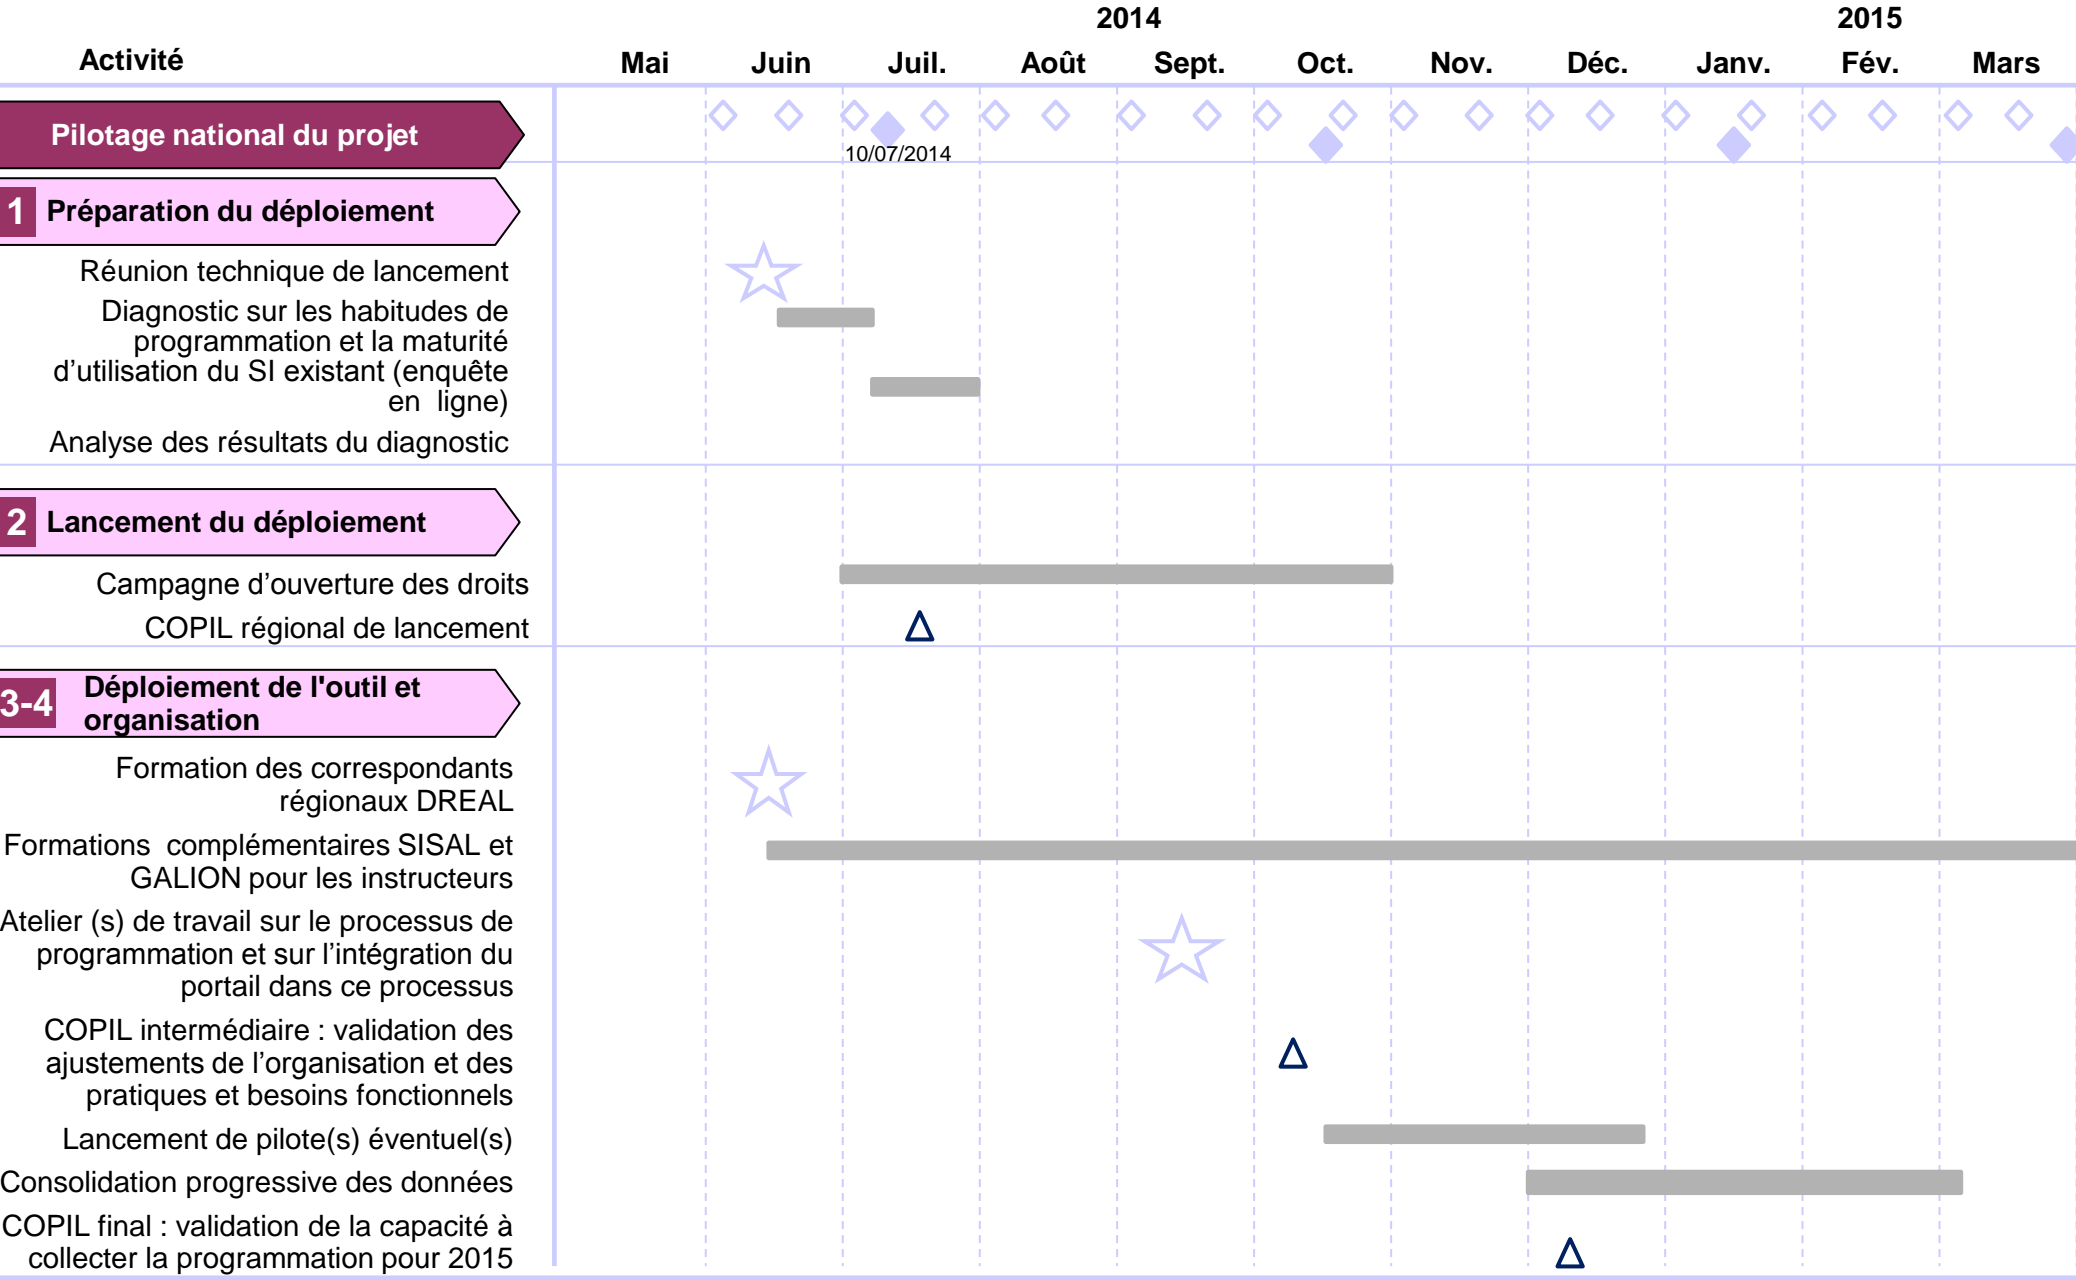 2014
2015
Activité
Mai
Juin
Juil.
Août
Sept.
Oct.
Nov.
Déc.
Janv.
Fév.
Mars
Pilotage national du projet
10/07/2014
1 Préparation du déploiement
Réunion technique de lancement
Diagnostic sur les habitudes de
programmation et la maturité
d’utilisation du SI existant (enquête
en ligne)
Analyse des résultats du diagnostic
2 Lancement du déploiement
Campagne d’ouverture des droits
COPIL régional de lancement
3-4
Déploiement de l'outil et
organisation
Formation des correspondants
régionaux DREAL
Formations complémentaires SISAL et
GALION pour les instructeurs
Atelier (s) de travail sur le processus de
programmation et sur l’intégration du
portail dans ce processus
COPIL intermédiaire : validation des
ajustements de l’organisation et des
pratiques et besoins fonctionnels
Lancement de pilote(s) éventuel(s)
Consolidation progressive des données
COPIL final : validation de la capacité à
collecter la programmation pour 2015